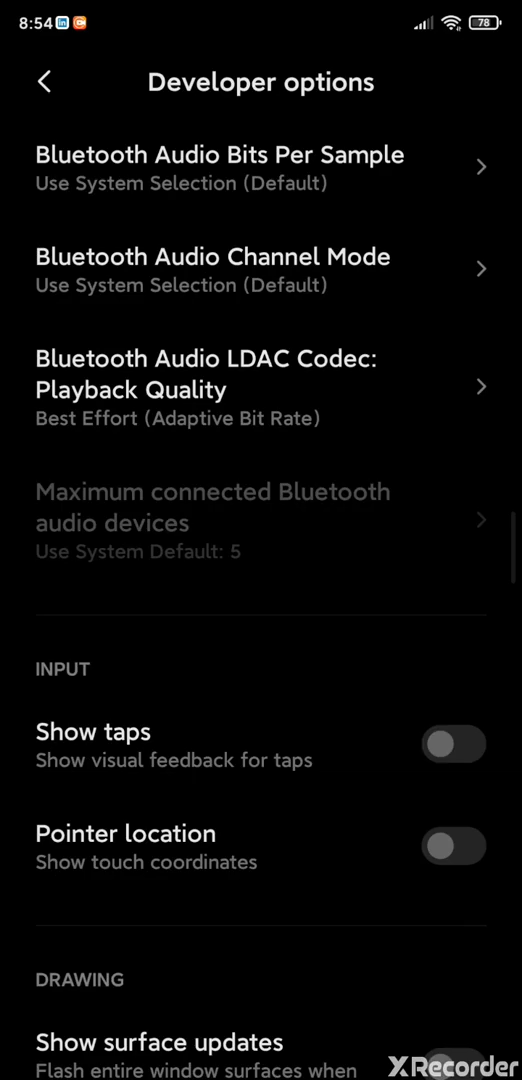 8:54
78
Developer options
Bluetooth Audio Bits Per Sample
Use System Selection (Default)
Bluetooth Audio Channel Mode
Use System Selection (Default)
Bluetooth Audio LDAC Codec:
Playback Quality
Best Effort (Adaptive Bit Rate)
Maximum connected Bluetooth
audio devices
Use System Default: 5
INPUT
Show taps
Show visual feedback for taps
Pointer location
Show touch coordinates
DRAWING
Show surface updates
Flash entire window surfaces when
XRecorder